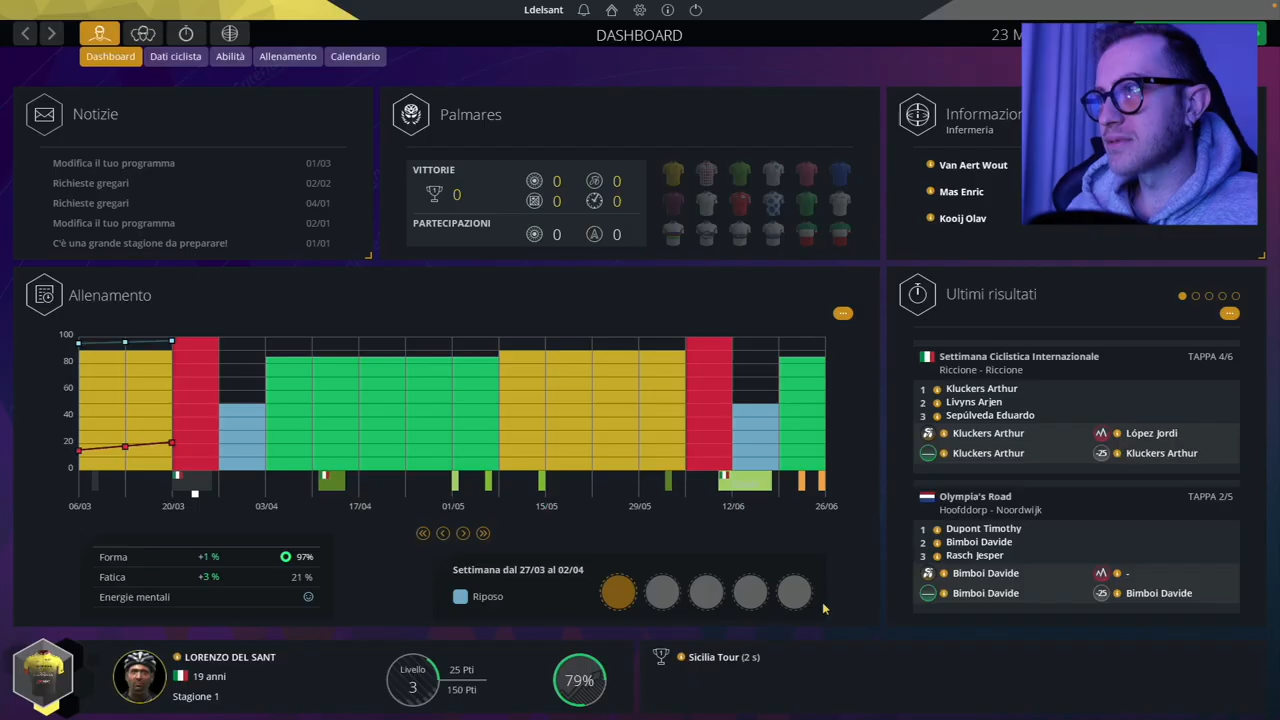 Ldelsant
DASHBOARD
23 M
Dashboard
Dati ciclista
Abilità
Allenamento
Calendario
Notizie
Modifica il tuo programma 01/03
Richieste gregari 02/02
Richieste gregari 04/01
Modifica il tuo programma 02/01
C'è una grande stagione da preparare! 01/01
Palmares
VITTORIE
0
0 0
0 0
PARTECIPAZIONI
0 0
Informazion
Infermeria
Van Aert Wout
Mas Enric
Kooij Olav
Allenamento
...
100
80
60
40
20
0
06/03 20/03 03/04 17/04 01/05 15/05 29/05 12/06 26/06
Forma +1 % 97%
Fatica +3 % 21 %
Energie mentali
Settimana dal 27/03 al 02/04
Riposo
Ultimi risultati
...
Settimana Ciclistica Internazionale TAPPA 4/6
Riccione - Riccione
1 Kluckers Arthur
2 Livyns Arjen
3 Sepúlveda Eduardo
Kluckers Arthur López Jordi
Kluckers Arthur -25 Kluckers Arthur
Olympia's Road TAPPA 2/5
Hoofddorp - Noordwijk
1 Dupont Timothy
2 Bimboi Davide
3 Rasch Jesper
Bimboi Davide -
Bimboi Davide -25 Bimboi Davide
LORENZO DEL SANT
19 anni
Stagione 1
Livello
3
25 Pti
150 Pti
79%
Sicilia Tour (2 s)